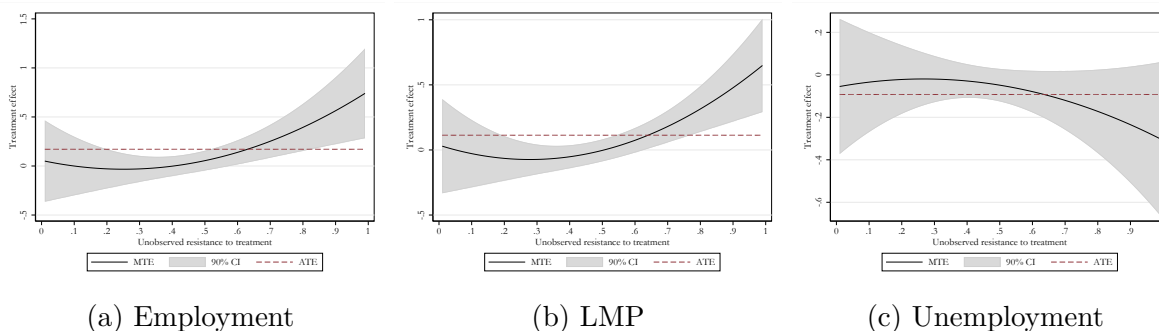 1.5
1
.5
0
-.5
Treatment effect
0 .1 .2 .3 .4 .5 .6 .7 .8 .9 1
Unobserved resistance to treatment
MTE 90% CI ATE
(a) Employment
1
.5
0
-.5
Treatment effect
0 .1 .2 .3 .4 .5 .6 .7 .8 .9 1
Unobserved resistance to treatment
MTE 90% CI ATE
(b) LMP
.2
0
-.2
-.4
-.6
Treatment effect
0 .1 .2 .3 .4 .5 .6 .7 .8 .9
Unobserved resistance to treatment
MTE 90% CI ATE
(c) Unemployment